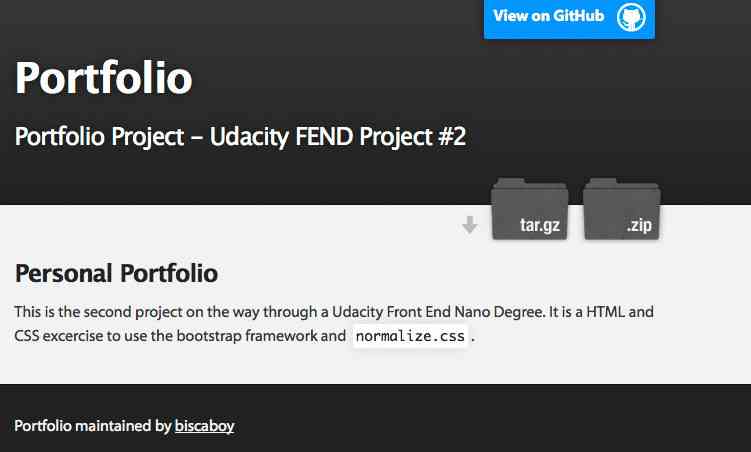 View on GitHub
Portfolio
Portfolio Project – Udacity FEND Project #2
tar.gz
.zip
Personal Portfolio
This is the second project on the way through a Udacity Front End Nano Degree. It is a HTML and
CSS excercise to use the bootstrap framework and normalize.css .
Portfolio maintained by biscaboy